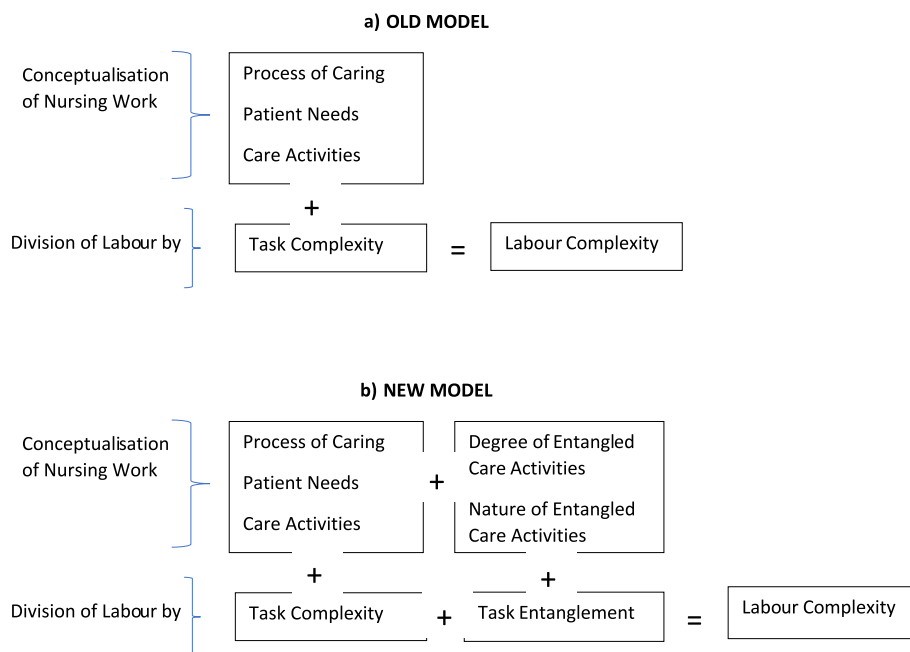 a) OLD MODEL
Conceptualisation
of Nursing Work
Process of Caring
Patient Needs
Care Activities
+
Division of Labour by
Task Complexity
=
Labour Complexity
b) NEW MODEL
Conceptualisation
of Nursing Work
Process of Caring
Patient Needs
Care Activities
+
Degree of Entangled
Care Activities
Nature of Entangled
Care Activities
+
+
Division of Labour by
Task Complexity
+
Task Entanglement
=
Labour Complexity